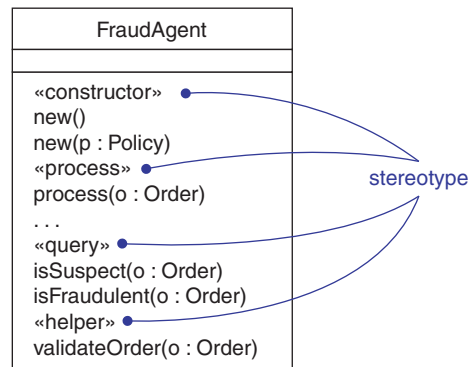 FraudAgent
«constructor»
new()
new(p : Policy)
«process»
process(o : Order)
. . .
«query»
isSuspect(o : Order)
isFraudulent(o : Order)
«helper»
validateOrder(o : Order)
stereotype